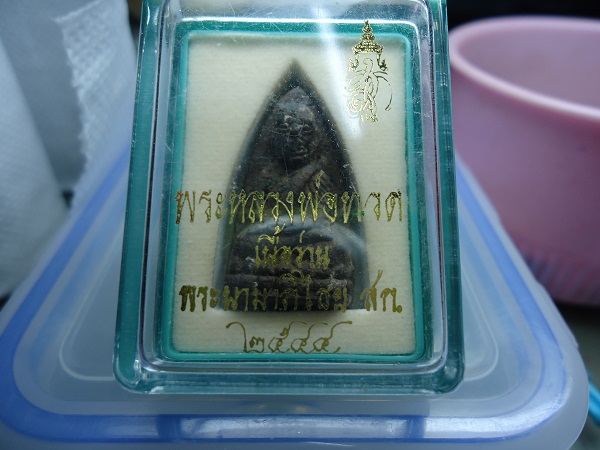 พระหลวงพ่อทวด
เนื้อว่าน
พระนามาภิไธย สก.
๒๕๔๔